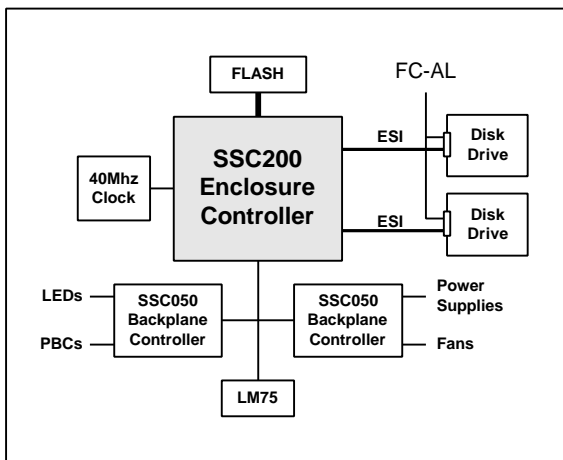 FLASH
FC-AL
SSC200
Enclosure
Controller
ESI
Disk
Drive
40Mhz
Clock
ESI
Disk
Drive
LEDs
PBCs
SSC050
Backplane
Controller
SSC050
Backplane
Controller
Power
Supplies
Fans
LM75